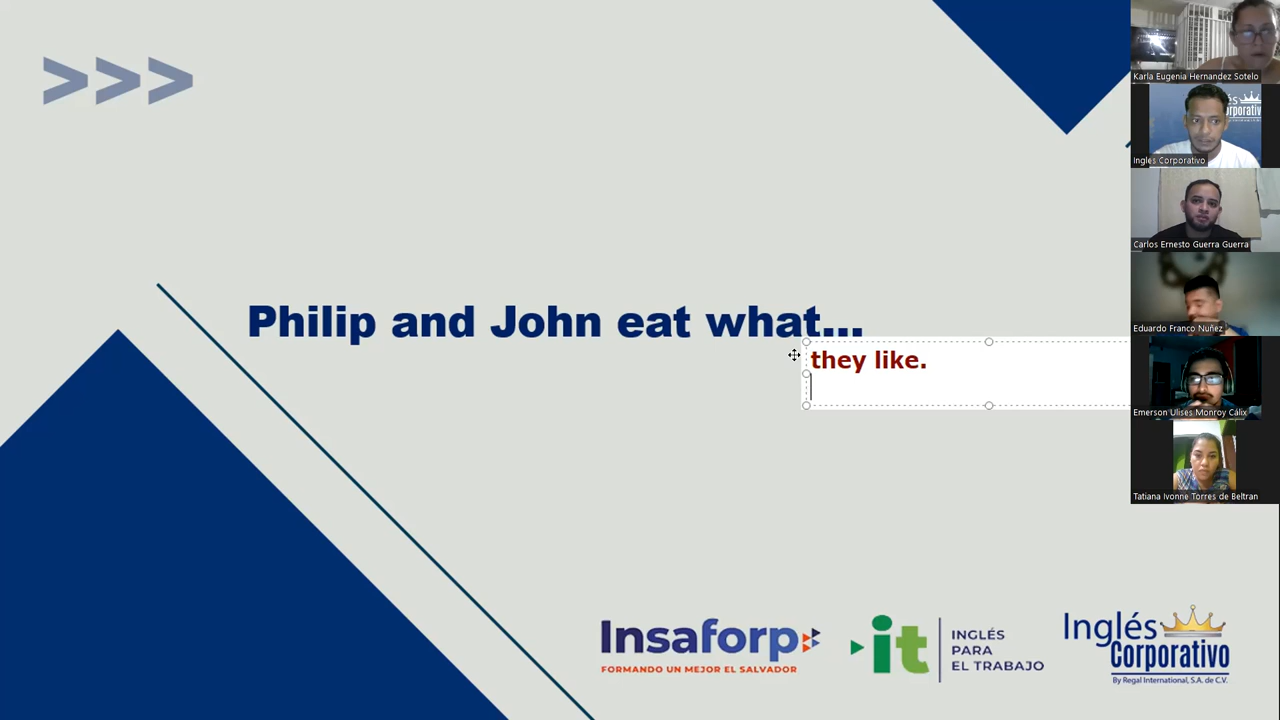 >>>
Philip and John eat what...
they like.
Insaforp
FORMANDO UN MEJOR EL SALVADOR
it
INGLÉS
PARA
EL TRABAJO
Inglés
Corporativo
By Regal International, S.A. de C.V.
Karla Eugenia Hernandez Sotelo
és
orporativo
Ingles Corporativo
Carlos Ernesto Guerra Guerra
Eduardo Franco Nuñez
Emerson Ulises Monroy Cálix
Tatiana Ivonne Torres de Beltran